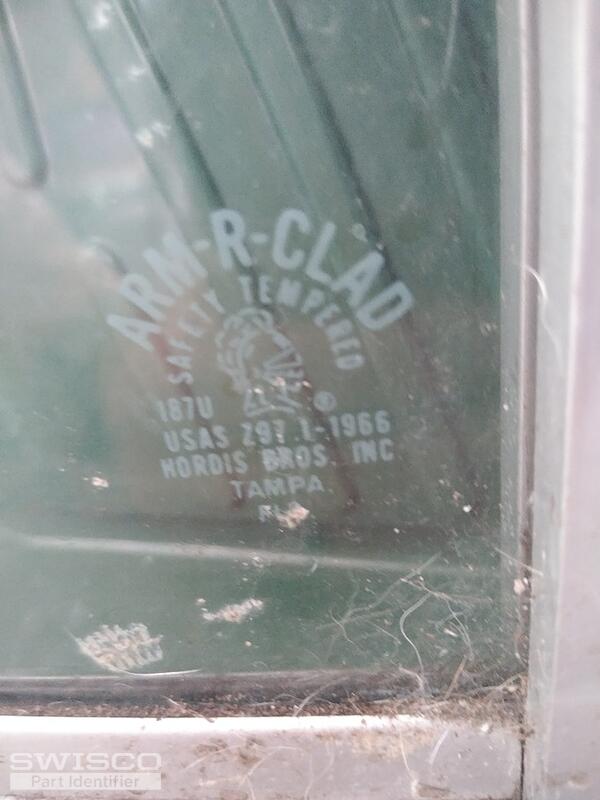 ARM-R-CLAD
SAFETY TEMPERED
®
187U
USAS Z97.1-1966
HORDIS BROS. INC
TAMPA
SWISCO
Part Identifier